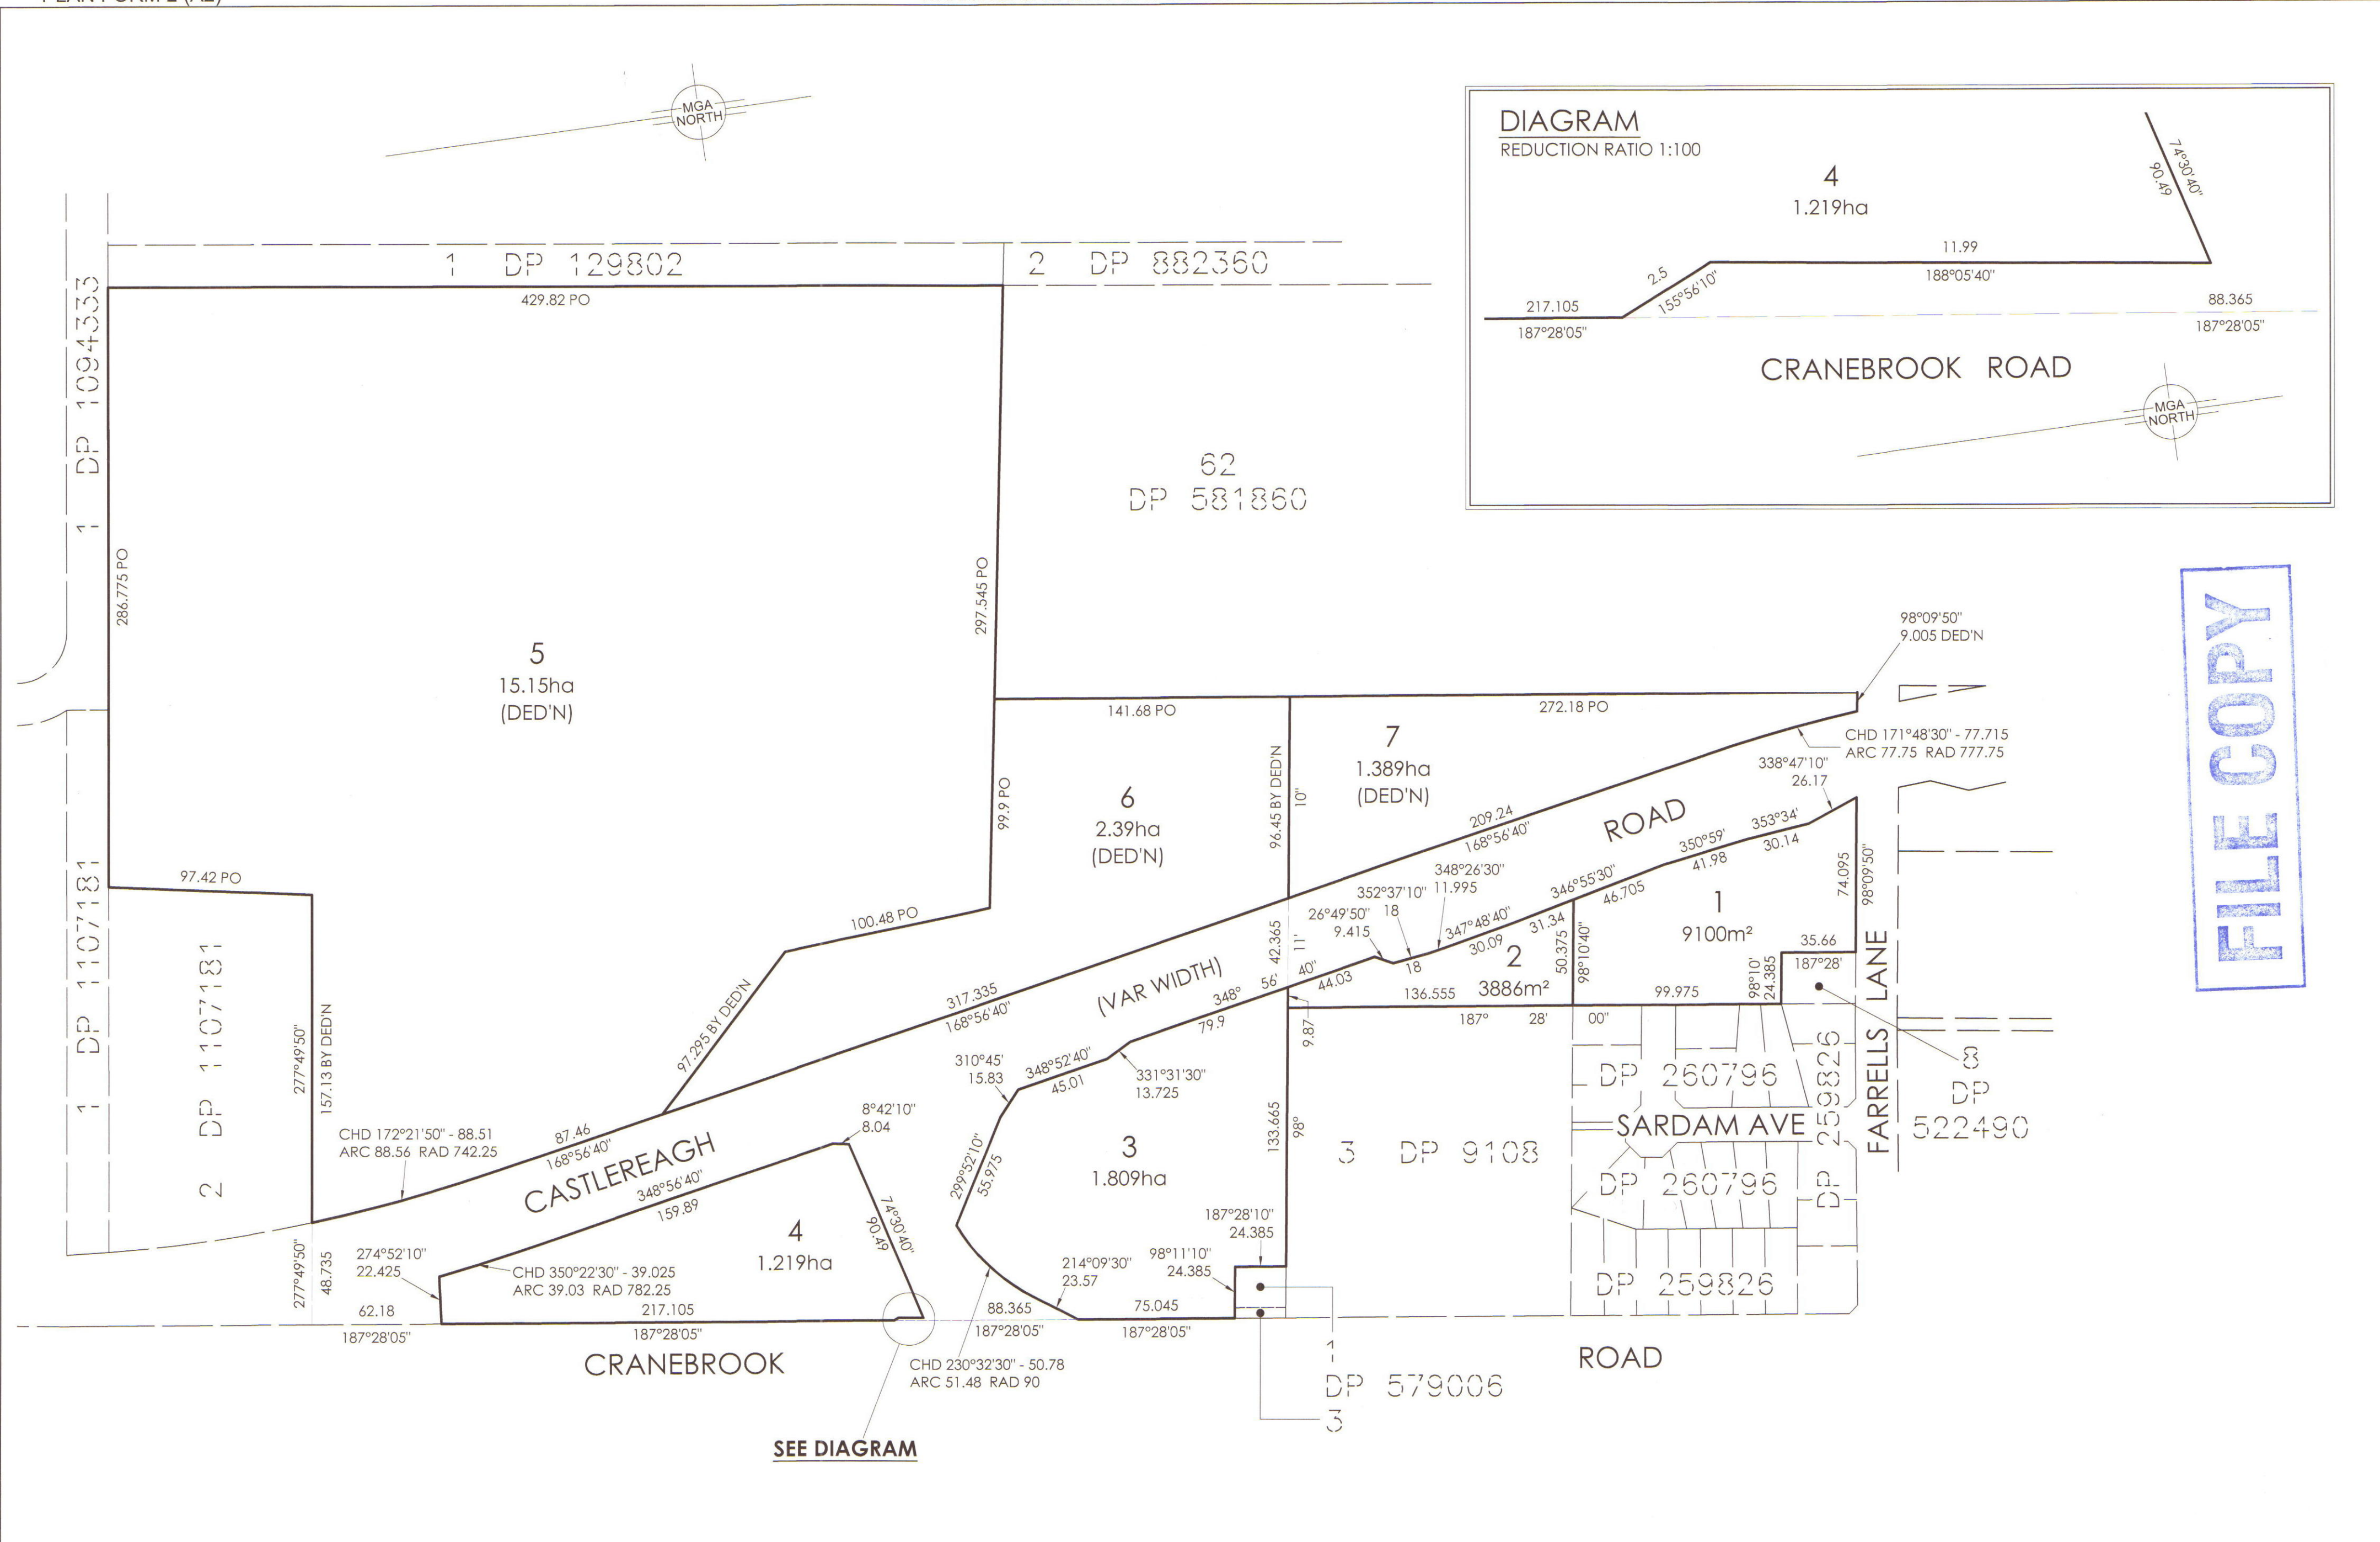 MGA
NORTH
DIAGRAM
REDUCTION RATIO 1:100
4
1.219ha
74°30'40"
90.49
11.99
188°05'40"
2.5
155°56'10"
217.105
187°28'05"
88.365
187°28'05"
CRANEBROOK ROAD
MGA
NORTH
1 DP 129802
2 DP 882360
429.82 PO
1 DP 1094333
286.775 PO
297.545 PO
62
DP 581860
5
15.15ha
(DED'N)
FILE COPY
98°09'50"
9.005 DED'N
141.68 PO
272.18 PO
99.9 PO
6
2.39ha
(DED'N)
96.45 BY DED'N
10"
7
1.389ha
(DED'N)
CHD 171°48'30" - 77.715
ARC 77.75 RAD 777.75
338°47'10"
26.17
209.24
168°56'40"
ROAD
353°34'
30.14
350°59'
41.98
346°55'30"
46.705
348°26'30"
11.995
352°37'10"
18
18
26°49'50"
9.415
347°48'40"
30.09
31.34
74.095
98°09'50"
1
9100m²
35.66
187°28'
98°10'
24.385
50.375
98°10'40"
2
3886m²
136.555
99.975
187° 28' 00"
97.42 PO
1 DP 1107181
2 DP 1107181
277°49'50"
157.13 BY DED'N
100.48 PO
97.295 BY DED'N
317.335
168°56'40"
(VAR WIDTH)
42.365
11'
348° 56' 40"
79.9
44.03
9.87
331°31'30"
13.725
348°52'40"
45.01
310°45'
15.83
299°52'10"
55.975
3
1.809ha
133.665
98°
3 DP 9108
DP 260796
SARDAM AVE
DP 260796
DP 259826
DP 259826
FARRELLS LANE
8
DP
522490
87.46
168°56'40"
CASTLEREAGH
CHD 172°21'50" - 88.51
ARC 88.56 RAD 742.25
8°42'10"
8.04
348°56'40"
159.89
74°30'40"
90.49
4
1.219ha
277°49'50"
48.735
274°52'10"
22.425
CHD 350°22'30" - 39.025
ARC 39.03 RAD 782.25
62.18
187°28'05"
217.105
187°28'05"
187°28'10"
24.385
98°11'10"
24.385
214°09'30"
23.57
88.365
187°28'05"
75.045
187°28'05"
CHD 230°32'30" - 50.78
ARC 51.48 RAD 90
CRANEBROOK
ROAD
1
DP 579006
3
SEE DIAGRAM